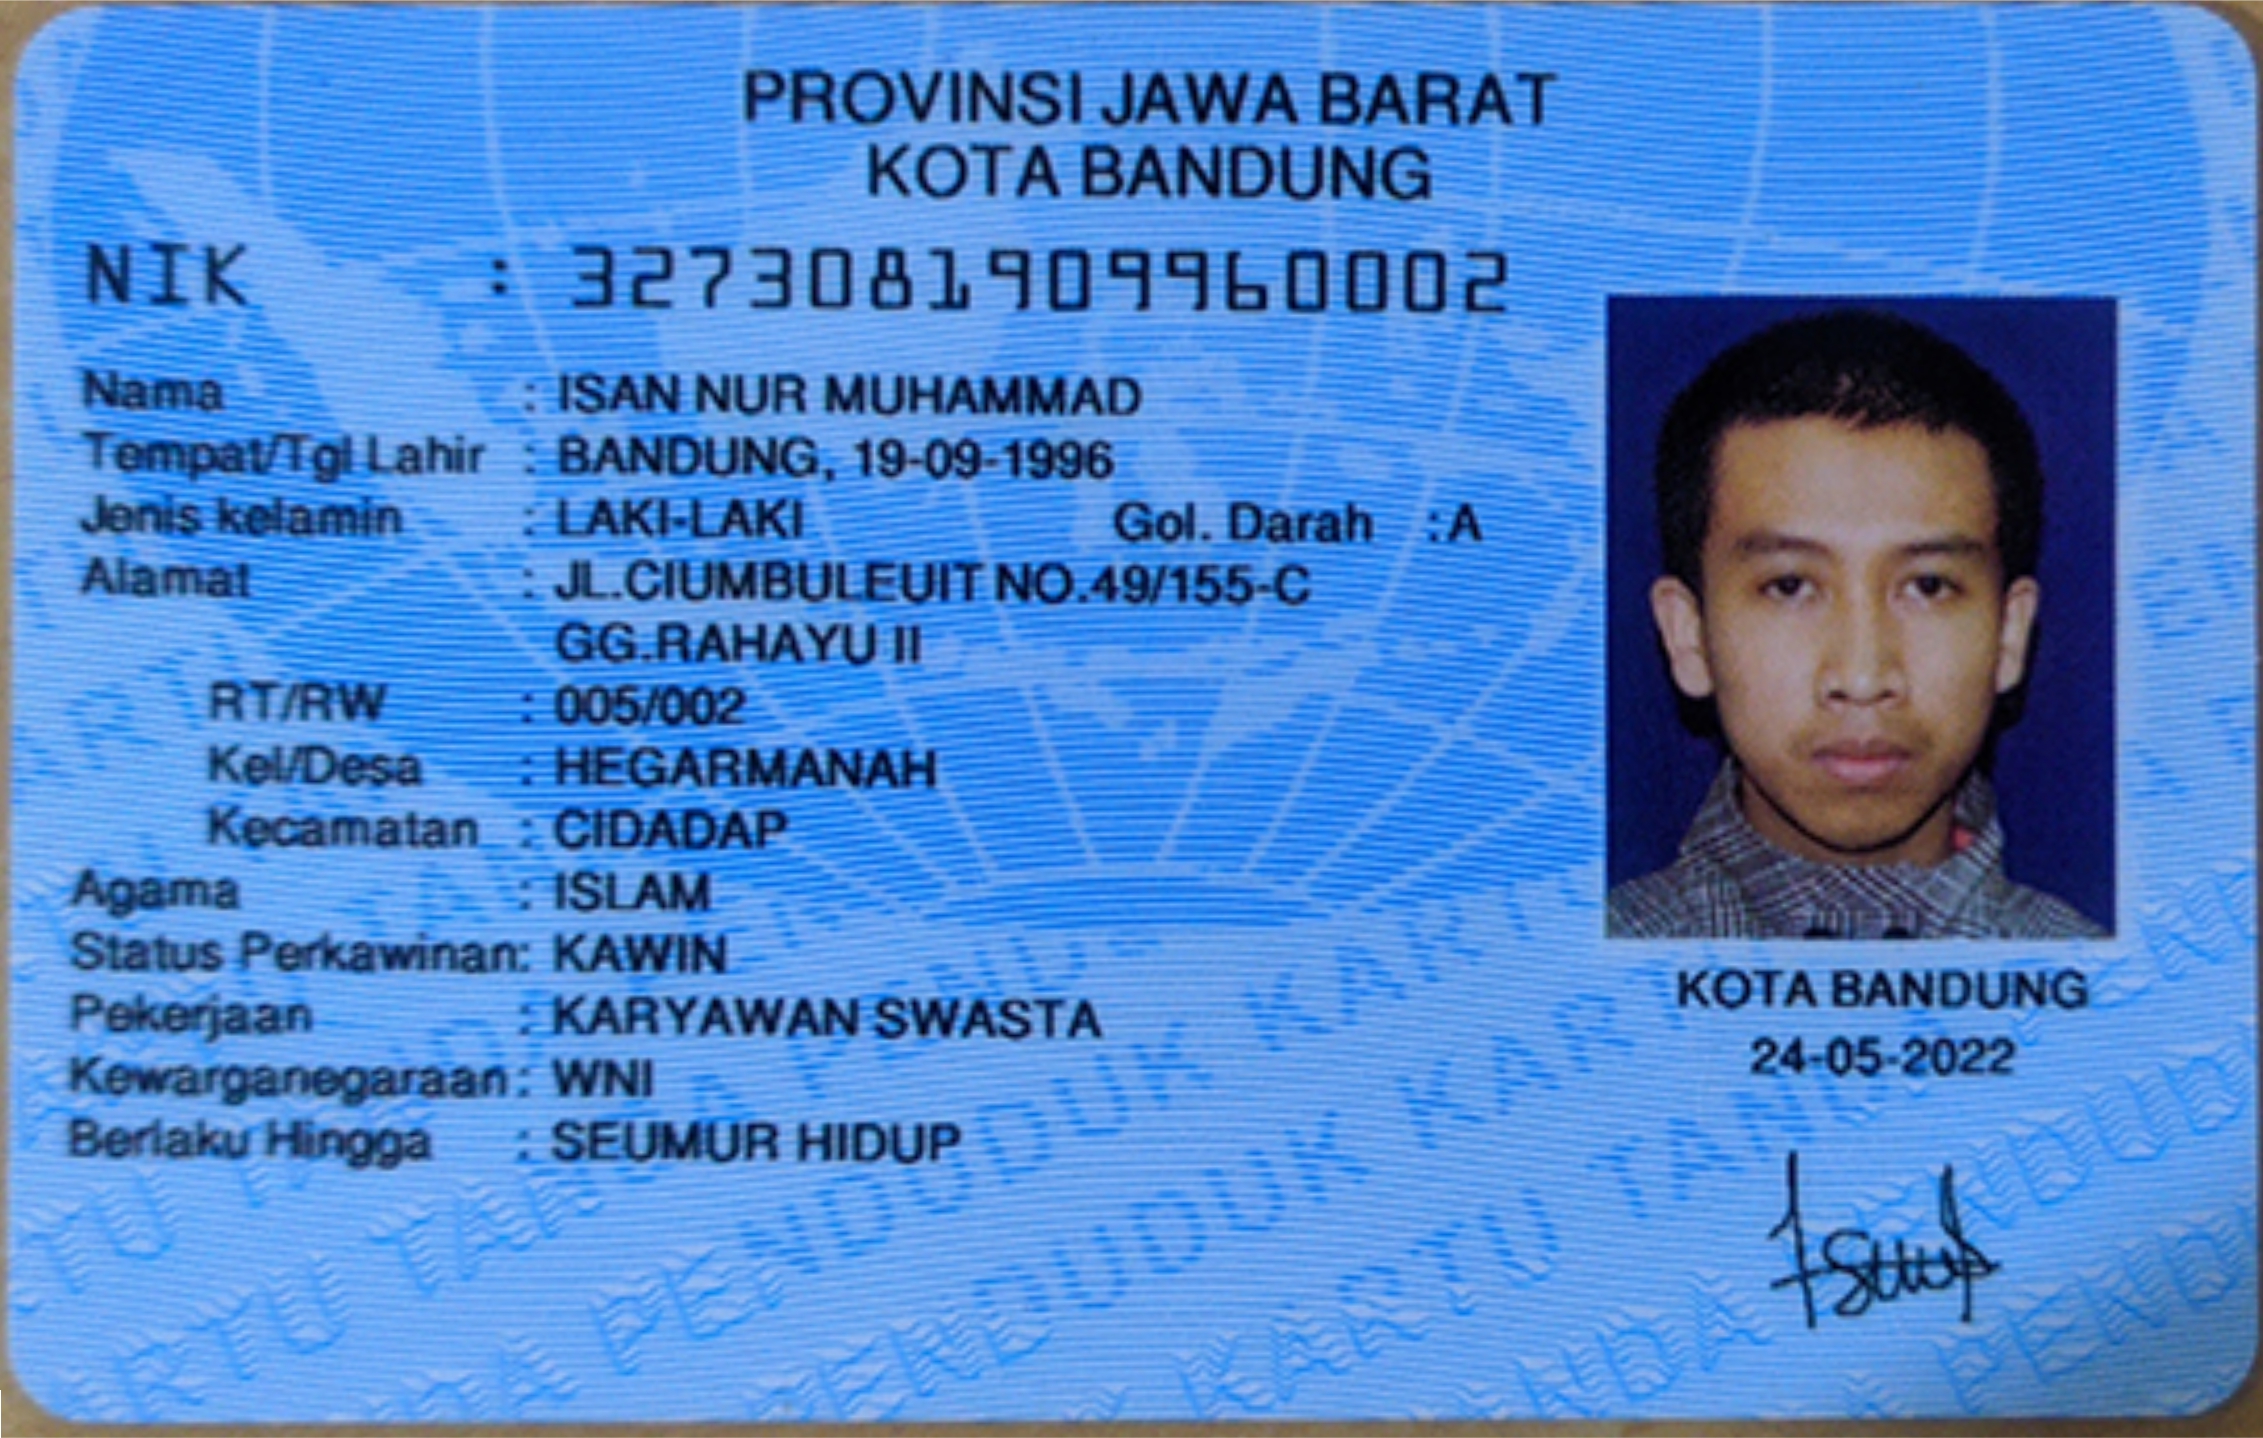 PROVINSI JAWA BARAT
KOTA BANDUNG
NIK : 3273081909960002
Nama : ISAN NUR MUHAMMAD
Tempat/Tgl Lahir : BANDUNG, 19-09-1996
Jenis kelamin : LAKI-LAKI Gol. Darah : A
Alamat : JL.CIUMBULEUIT NO.49/155-C
GG.RAHAYU II
RT/RW : 005/002
Kel/Desa : HEGARMANAH
Kecamatan : CIDADAP
Agama : ISLAM
Status Perkawinan: KAWIN
Pekerjaan : KARYAWAN SWASTA
Kewarganegaraan: WNI
Berlaku Hingga : SEUMUR HIDUP
KOTA BANDUNG
24-05-2022